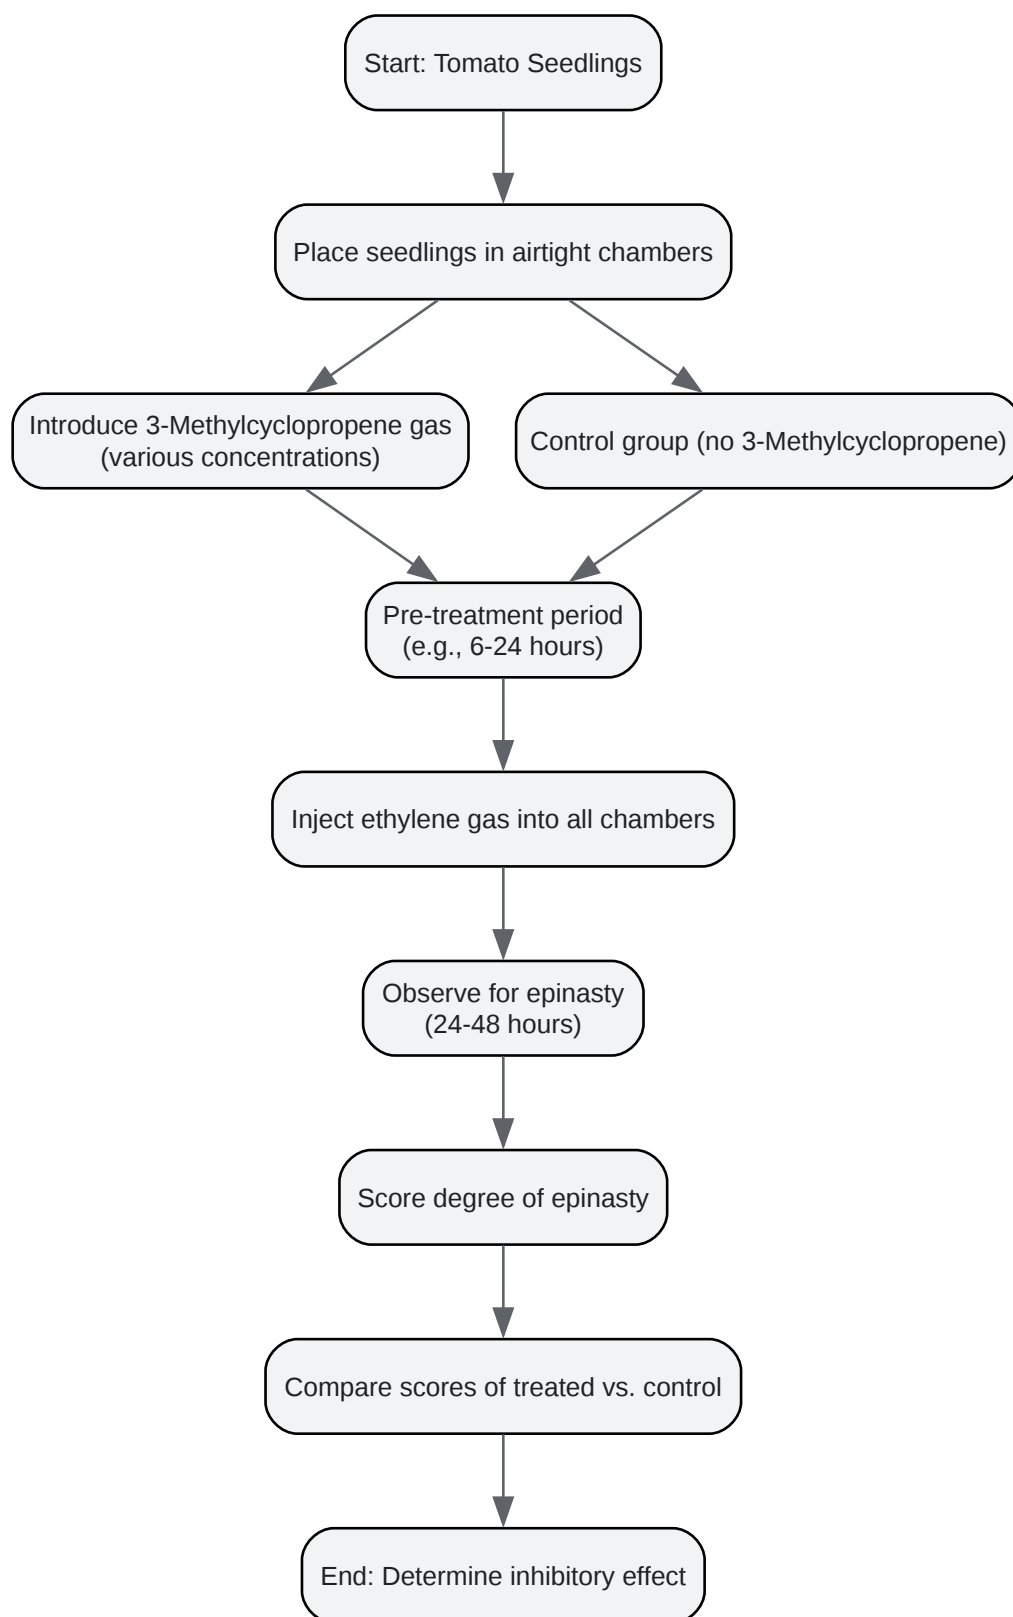 Start: Tomato Seedlings
Place seedlings in airtight chambers
Introduce 3-Methylcyclopropene gas
(various concentrations)
Control group (no 3-Methylcyclopropene)
Pre-treatment period
(e.g., 6-24 hours)
Inject ethylene gas into all chambers
Observe for epinasty
(24-48 hours)
Score degree of epinasty
Compare scores of treated vs. control
End: Determine inhibitory effect